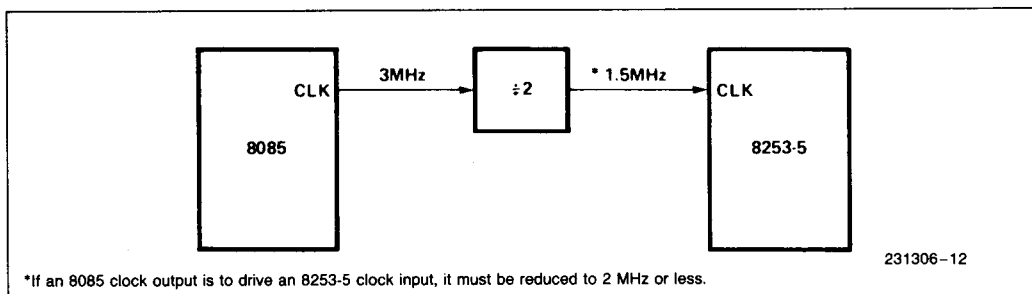 3MHz
÷2
* 1.5MHz
CLK
CLK
8085
8253-5
231306-12
*If an 8085 clock output is to drive an 8253-5 clock input, it must be reduced to 2 MHz or less.